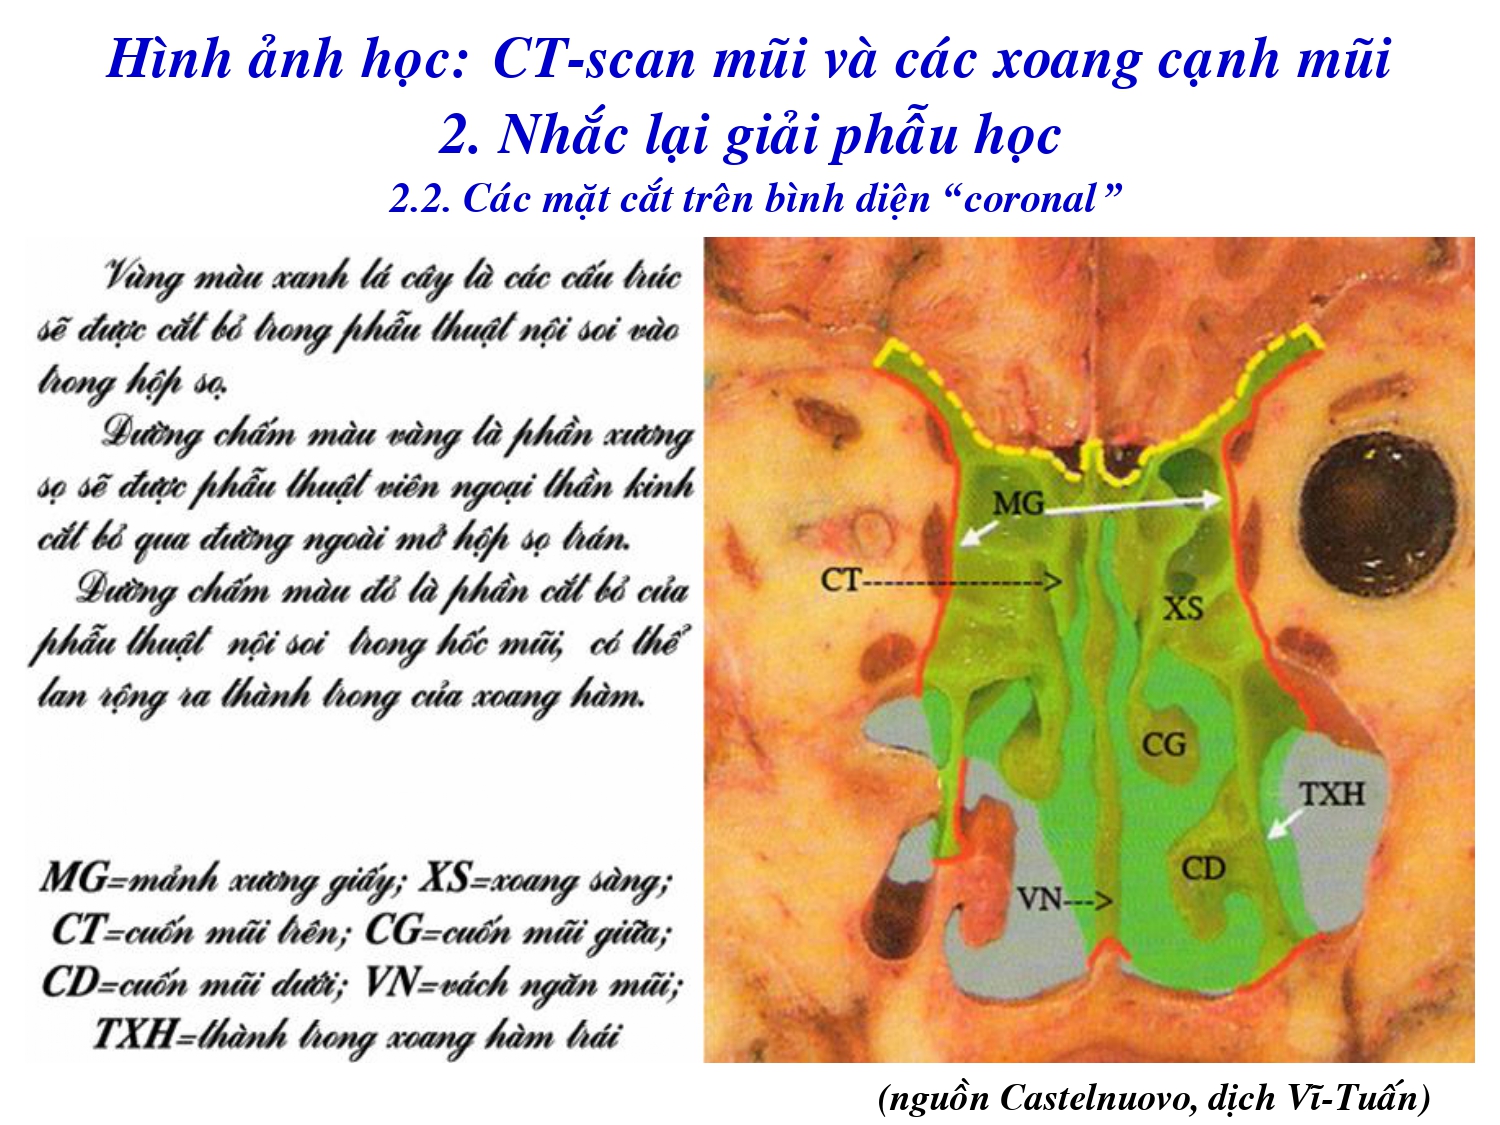 Hình ảnh học: CT-scan mũi và các xoang cạnh mũi
2. Nhắc lại giải phẫu học
2.2. Các mặt cắt trên bình diện “coronal”
Vùng màu xanh lá cây là các cấu trúc
sẽ được cắt bỏ trong phẫu thuật nội soi vào
trong hộp sọ.
Đường chấm màu vàng là phần xương
sọ sẽ được phẫu thuật viên ngoại thần kinh
cắt bỏ qua đường ngoài mở hộp sọ trán.
Đường chấm màu đỏ là phần cắt bỏ của
phẫu thuật nội soi trong hốc mũi, có thể
lan rộng ra thành trong của xoang hàm.
MG=mảnh xương giấy; XS=xoang sàng;
CT=cuốn mũi trên; CG=cuốn mũi giữa;
CD=cuốn mũi dưới; VN=vách ngăn mũi;
TXH=thành trong xoang hàm trái
MG
CT----------------->
XS
CG
TXH
CD
VN--->
(nguồn Castelnuovo, dịch Vĩ-Tuấn)